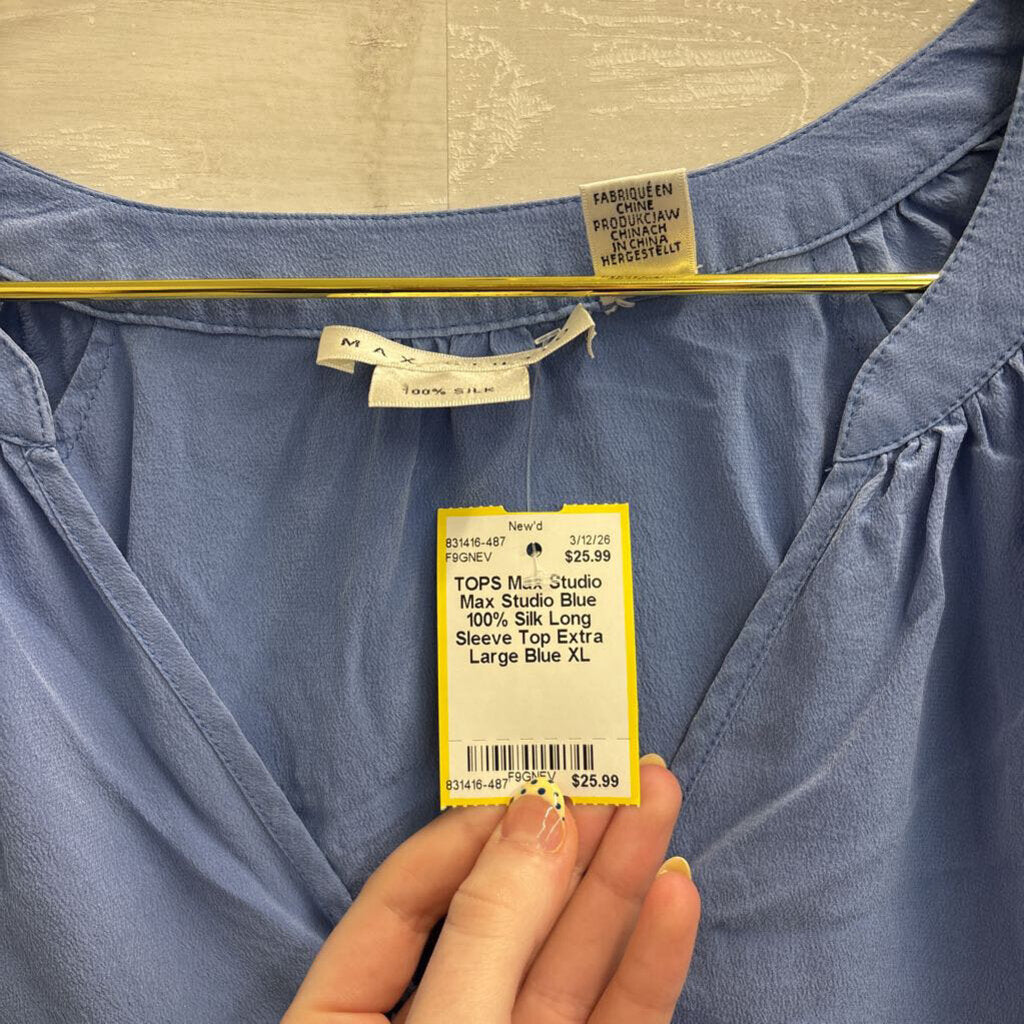 FABRIQUÉ EN
CHINE
PRODUKCJAW
CHINACH
IN CHINA
HERGESTELLT
MAX
100% SILK
New'd
831416-487 3/12/26
F9GNEV $25.99
TOPS Max Studio
Max Studio Blue
100% Silk Long
Sleeve Top Extra
Large Blue XL
F9GNEV
831416-487 $25.99